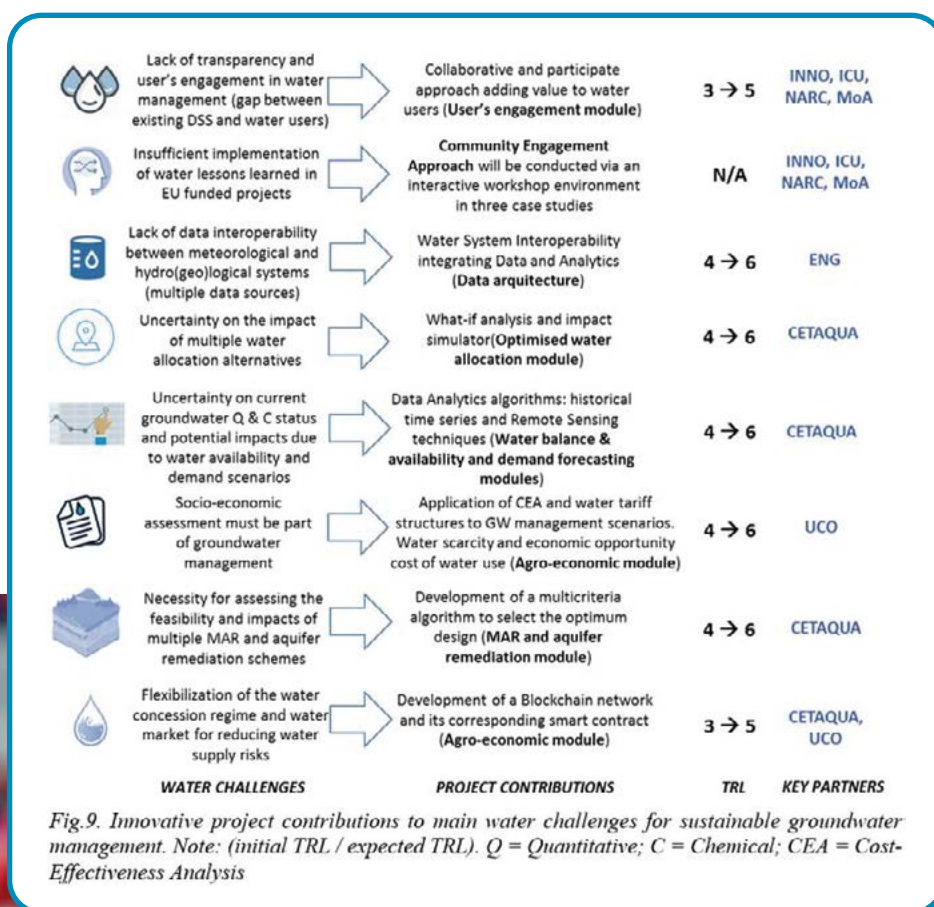 Lack of transparency and
user's engagement in water
management (gap between
existing DSS and water users)
Collaborative and participate
approach adding value to water
users (User's engagement module)
3 → 5
INNO, ICU,
NARC, MoA
Insufficient implementation
of water lessons learned in
EU funded projects
Community Engagement
Approach will be conducted via an
interactive workshop environment
in three case studies
N/A
INNO, ICU,
NARC, MoA
Lack of data interoperability
between meteorological and
hydro(geo)logical systems
(multiple data sources)
Water System Interoperability
integrating Data and Analytics
(Data arquitecture)
4 → 6
ENG
Uncertainty on the impact
of multiple water
allocation alternatives
What-if analysis and impact
simulator(Optimised water
allocation module)
4 → 6
CETAQUA
Uncertainty on current
groundwater Q & C status
and potential impacts due
to water availability and
demand scenarios
Data Analytics algorithms: historical
time series and Remote Sensing
techniques (Water balance &
availability and demand forecasting
modules)
4 → 6
CETAQUA
Socio-economic
assessment must be part
of groundwater
management
Application of CEA and water tariff
structures to GW management scenarios.
Water scarcity and economic opportunity
cost of water use (Agro-economic module)
4 → 6
UCO
Necessity for assessing the
feasibility and impacts of
multiple MAR and aquifer
remediation schemes
Development of a multicriteria
algorithm to select the optimum
design (MAR and aquifer
remediation module)
4 → 6
CETAQUA
Flexibilization of the water
concession regime and water
market for reducing water
supply risks
Development of a Blockchain network
and its corresponding smart contract
(Agro-economic module)
3 → 5
CETAQUA,
UCO
WATER CHALLENGES
PROJECT CONTRIBUTIONS
TRL
KEY PARTNERS
Fig.9. Innovative project contributions to main water challenges for sustainable groundwater
management. Note: (initial TRL / expected TRL). Q = Quantitative; C = Chemical; CEA = Cost-
Effectiveness Analysis